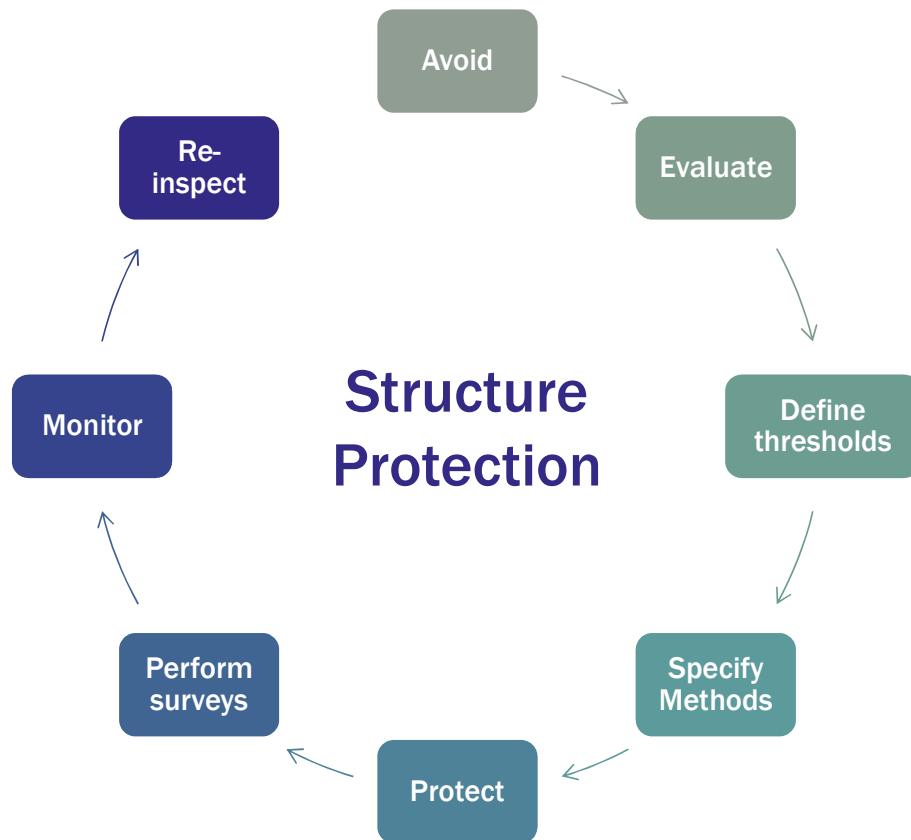 Avoid
Evaluate
Define
thresholds
Specify
Methods
Protect
Perform
surveys
Monitor
Re-
inspect
Structure
Protection